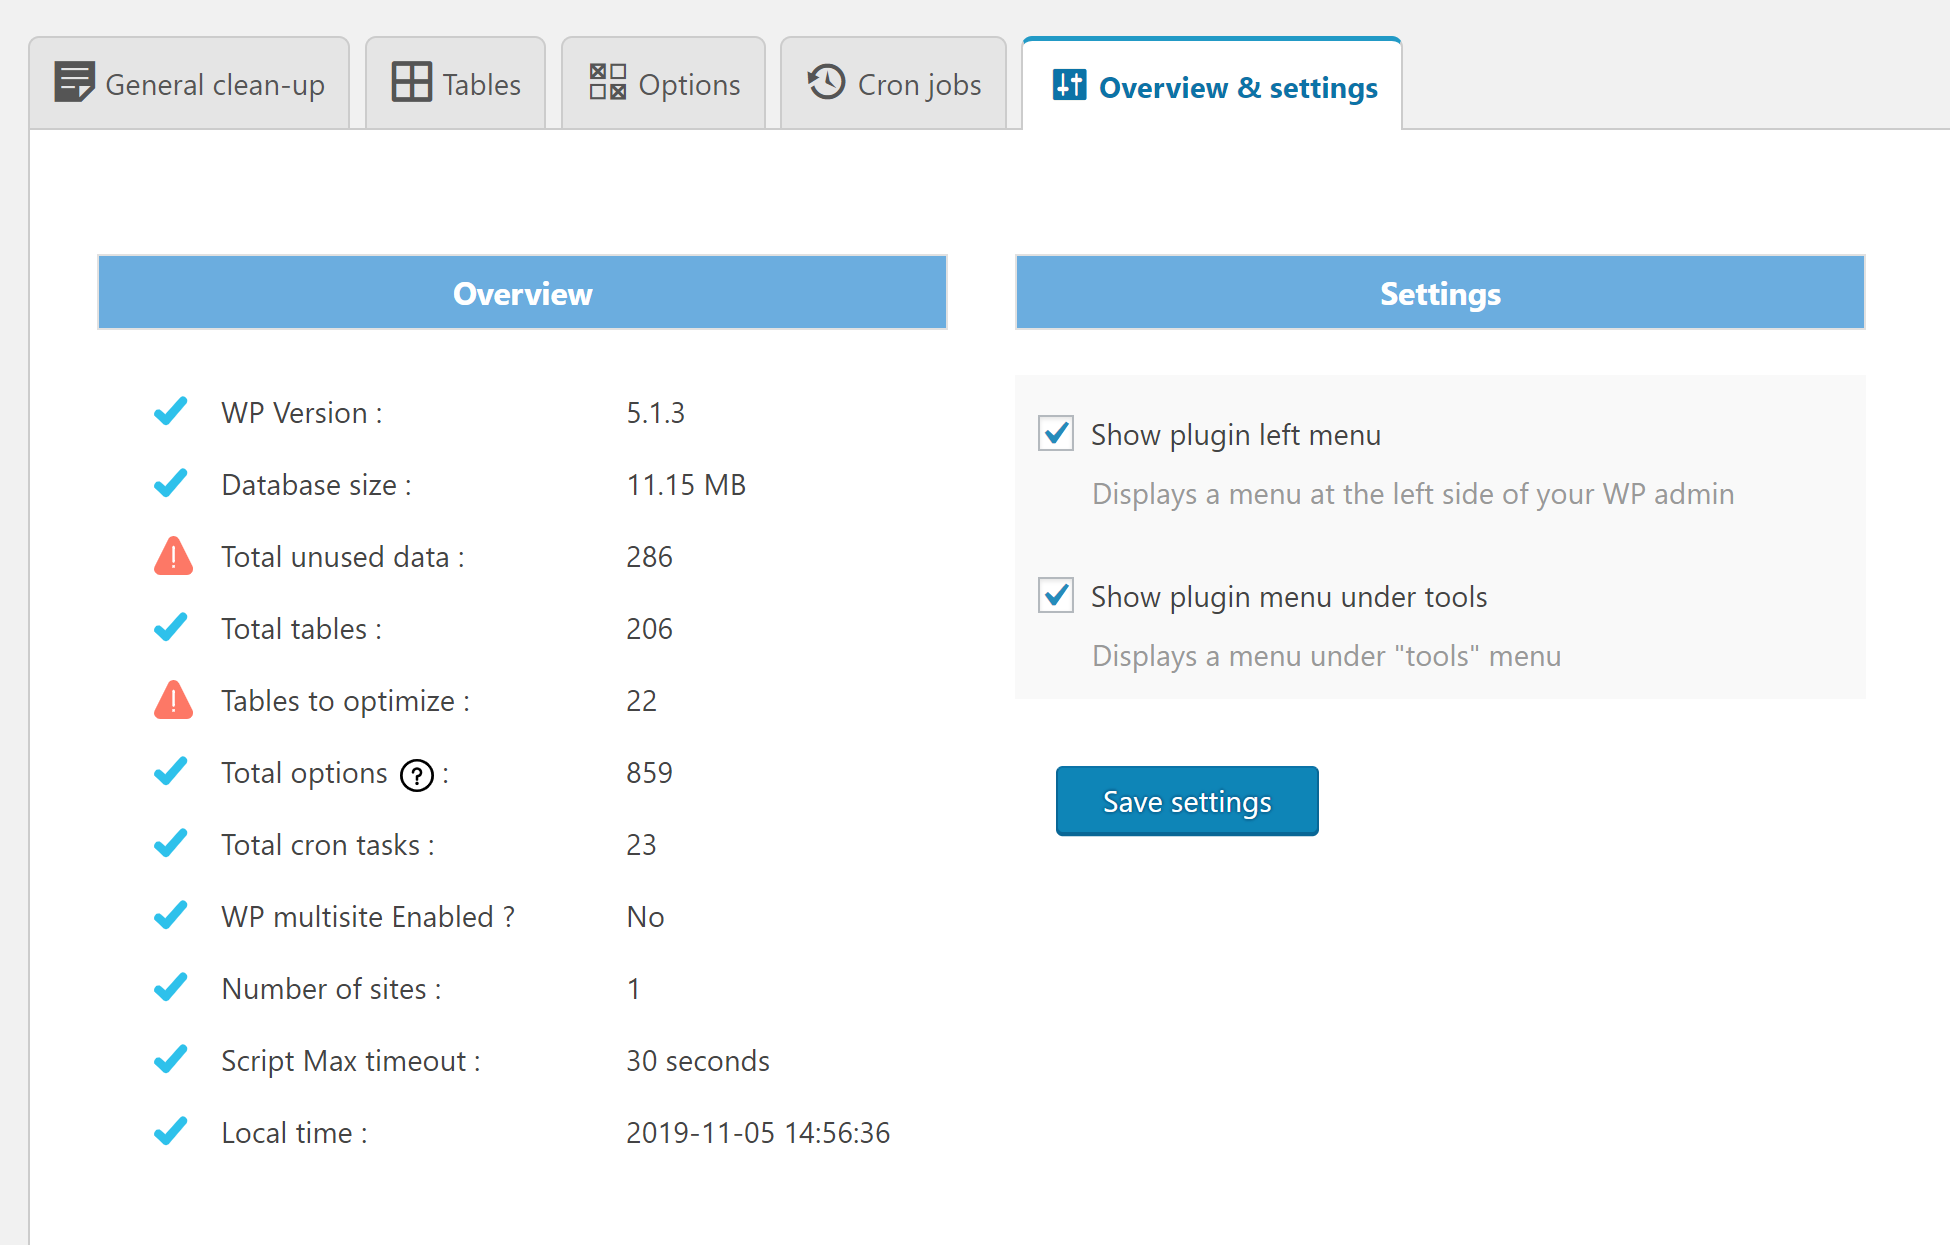 General clean-up
Tables
Options
Cron jobs
Overview & settings
Overview
WP Version : 5.1.3
Database size : 11.15 MB
Total unused data : 286
Total tables : 206
Tables to optimize : 22
Total options ? : 859
Total cron tasks : 23
WP multisite Enabled ? No
Number of sites : 1
Script Max timeout : 30 seconds
Local time : 2019-11-05 14:56:36
Settings
Show plugin left menu
Displays a menu at the left side of your WP admin
Show plugin menu under tools
Displays a menu under "tools" menu
Save settings